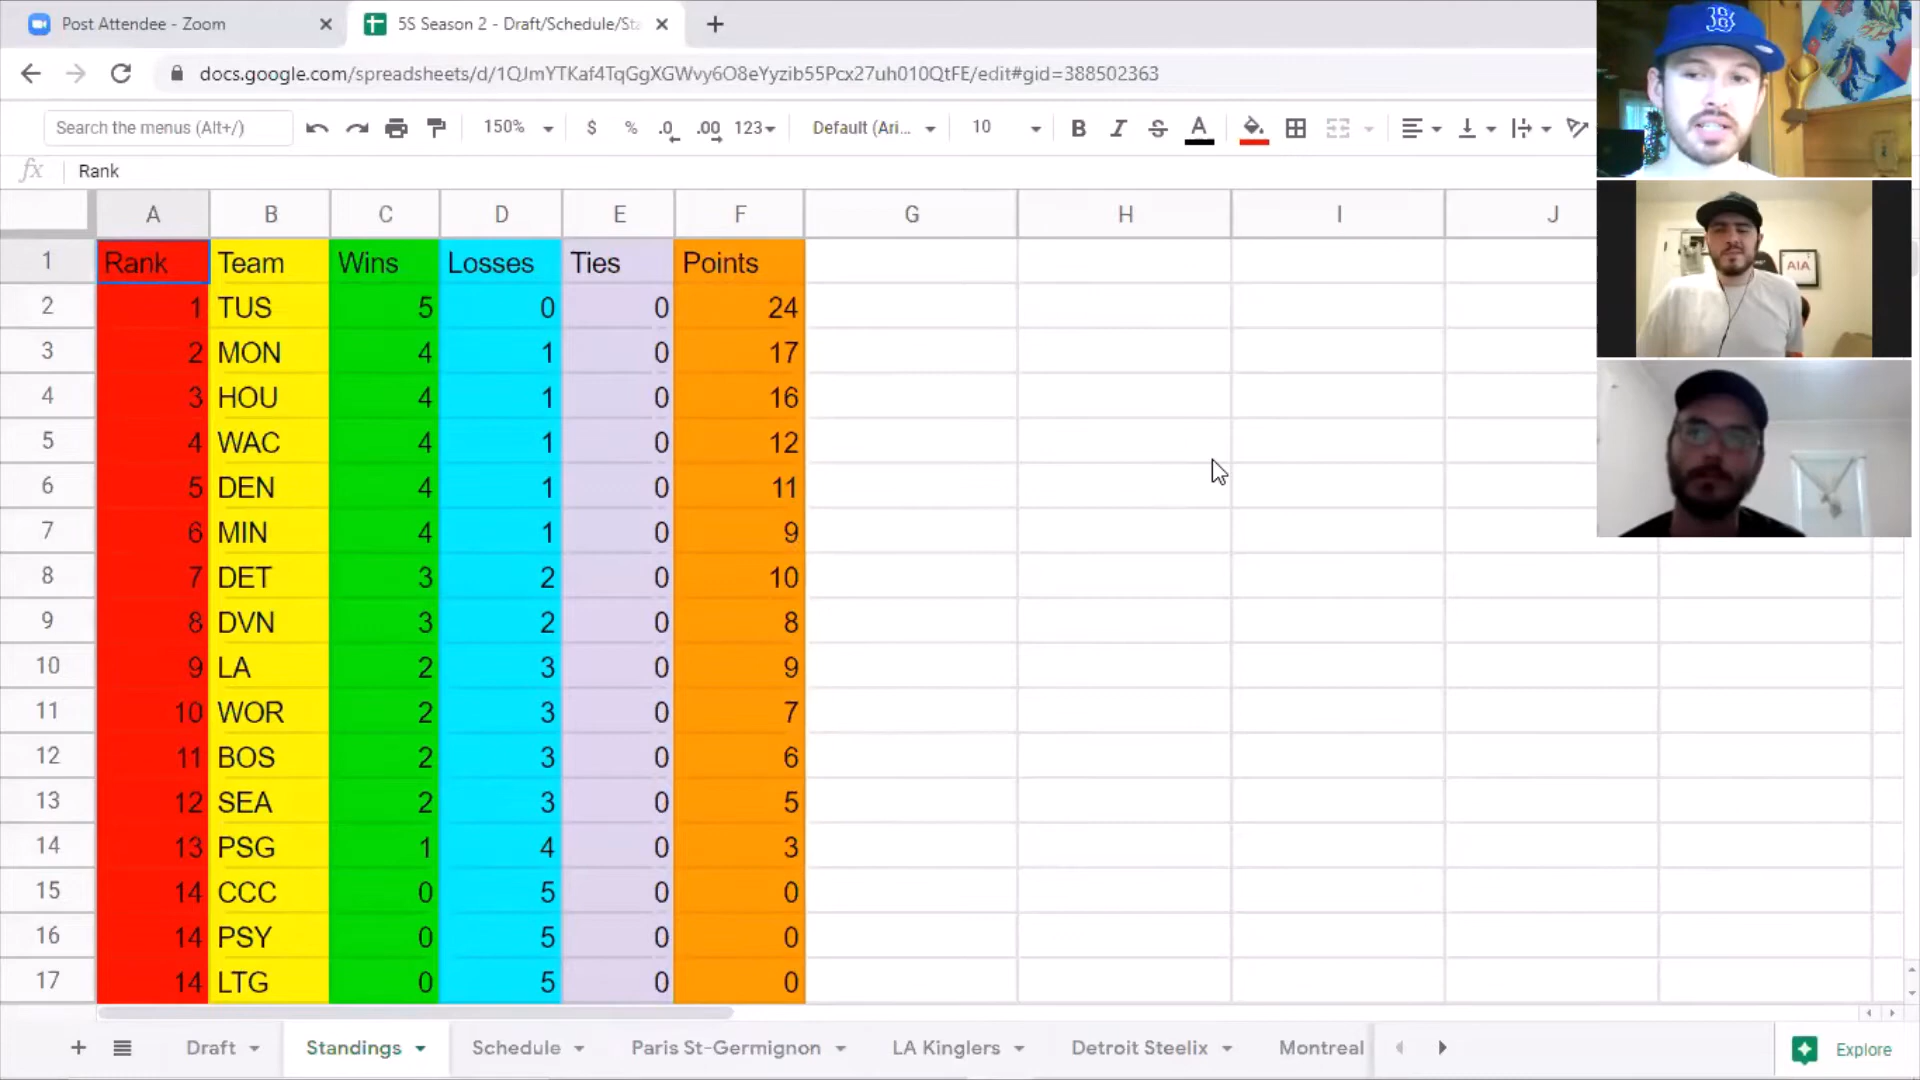 Post Attendee - Zoom
5S Season 2 - Draft/Schedule/Sta
docs.google.com/spreadsheets/d/1QJmYTKaf4TqGgXGWvy6O8eYyzib55Pcx27uh010QtFE/edit#gid=388502363
Search the menus (Alt+/) 150% $ % .0 .00 123 Default (Ari... 10 B I S A
fx Rank
A B C D E F G H I J
1 Rank Team Wins Losses Ties Points
2 1 TUS 5 0 0 24
3 2 MON 4 1 0 17
4 3 HOU 4 1 0 16
5 4 WAC 4 1 0 12
6 5 DEN 4 1 0 11
7 6 MIN 4 1 0 9
8 7 DET 3 2 0 10
9 8 DVN 3 2 0 8
10 9 LA 2 3 0 9
11 10 WOR 2 3 0 7
12 11 BOS 2 3 0 6
13 12 SEA 2 3 0 5
14 13 PSG 1 4 0 3
15 14 CCC 0 5 0 0
16 14 PSY 0 5 0 0
17 14 LTG 0 5 0 0
Draft Standings Schedule Paris St-Germignon LA Kinglers Detroit Steelix Montreal Explore
B
AIA